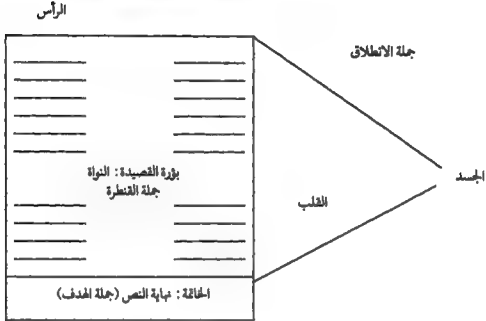 الرأس
جملة الانطلاق
بؤرة القصيدة : النواة
جملة القنطرة
الجسد
القلب
الخاتمة : نهاية النص (جملة الهدف)